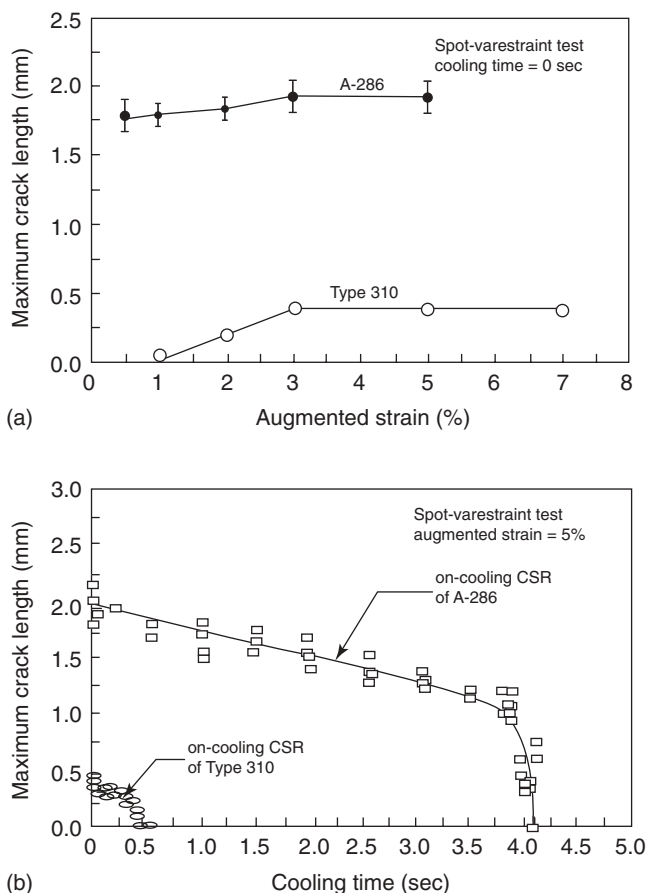 2.5
2.0
1.5
1.0
0.5
0.0
Maximum crack length (mm)
Spot-varestraint test
cooling time = 0 sec
A-286
Type 310
0 1 2 3 4 5 6 7 8
(a)
Augmented strain (%)
3.0
2.5
2.0
1.5
1.0
0.5
0.0
Maximum crack length (mm)
Spot-varestraint test
augmented strain = 5%
on-cooling CSR
of A-286
on-cooling CSR
of Type 310
0 0.5 1.0 1.5 2.0 2.5 3.0 3.5 4.0 4.5 5.0
(b)
Cooling time (sec)